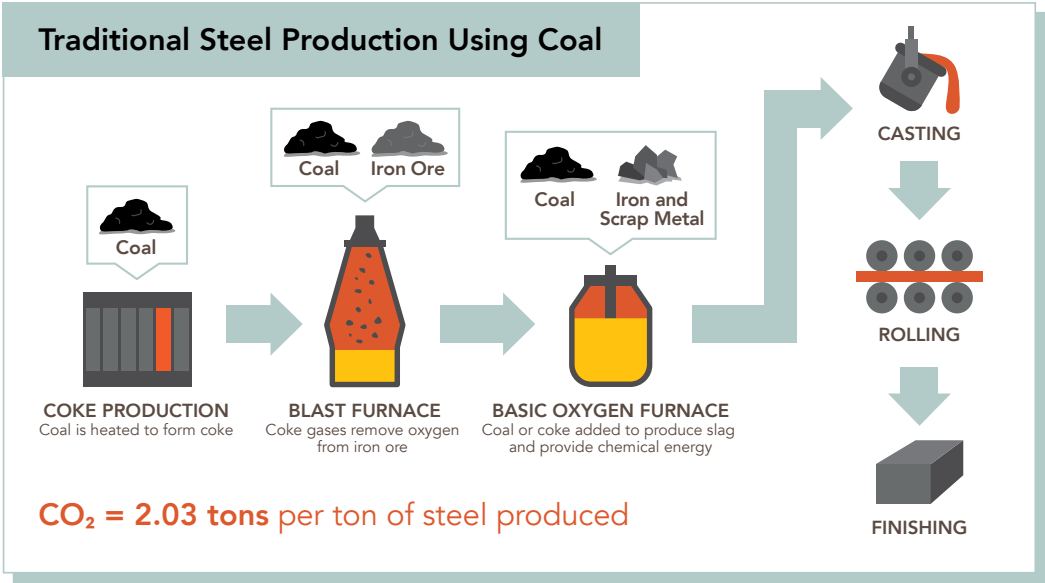 Traditional Steel Production Using Coal
Coal
COKE PRODUCTION
Coal is heated to form coke
Coal
Iron Ore
BLAST FURNACE
Coke gases remove oxygen
from iron ore
Coal
Iron and
Scrap Metal
BASIC OXYGEN FURNACE
Coal or coke added to produce slag
and provide chemical energy
CASTING
ROLLING
FINISHING
CO₂ = 2.03 tons per ton of steel produced